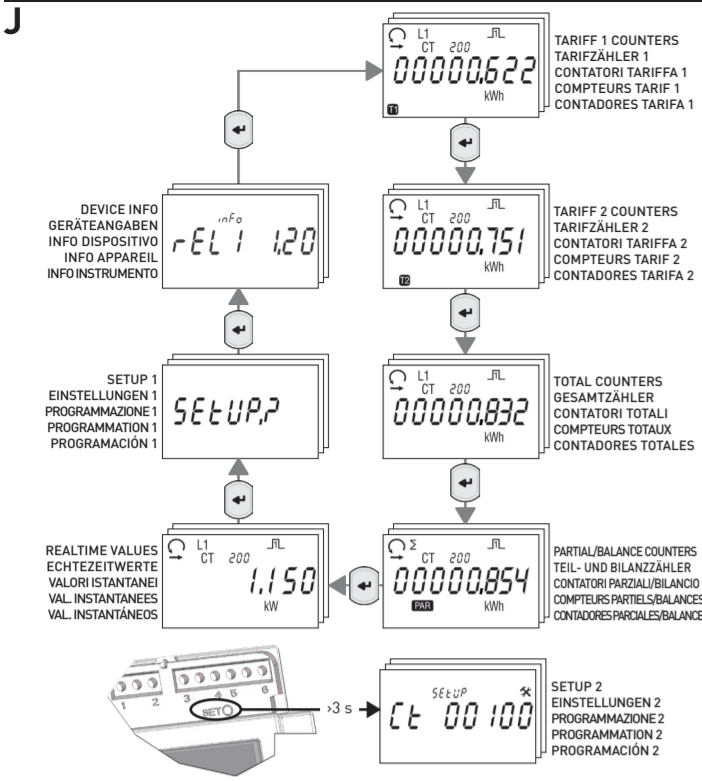 J
L1
CT 200
00000,622
kWh
T1
TARIFF 1 COUNTERS
TARIFZÄHLER 1
CONTATORI TARIFFA 1
COMPTEURS TARIF 1
CONTADORES TARIFA 1
DEVICE INFO
GERÄTEANGABEN
INFO DISPOSITIVO
INFO APPAREIL
INFO INSTRUMENTO
inFo
rEL 1 1,20
L1
CT 200
00000,751
kWh
T2
TARIFF 2 COUNTERS
TARIFZÄHLER 2
CONTATORI TARIFFA 2
COMPTEURS TARIF 2
CONTADORES TARIFA 2
SETUP 1
EINSTELLUNGEN 1
PROGRAMMAZIONE 1
PROGRAMMATION 1
PROGRAMACIÓN 1
SEtUP,?
L1
CT 200
00000,832
kWh
TOTAL COUNTERS
GESAMTZÄHLER
CONTATORI TOTALI
COMPTEURS TOTAUX
CONTADORES TOTALES
REALTIME VALUES
ECHTEZEITWERTE
VALORI ISTANTANEI
VAL. INSTANTANEES
VAL. INSTANTÁNEOS
L1
CT 200
1,150
kW
Σ
CT 200
00000,854
PAR kWh
PARTIAL/BALANCE COUNTERS
TEIL- UND BILANZZÄHLER
CONTATORI PARZIALI/BILANCIO
COMPTEURS PARTIELS/BALANCES
CONTADORES PARCIALES/BALANCE
1 2 3 4 5 6
SET
>3 s
SEtUP
Ct 00100
SETUP 2
EINSTELLUNGEN 2
PROGRAMMAZIONE 2
PROGRAMMATION 2
PROGRAMACIÓN 2